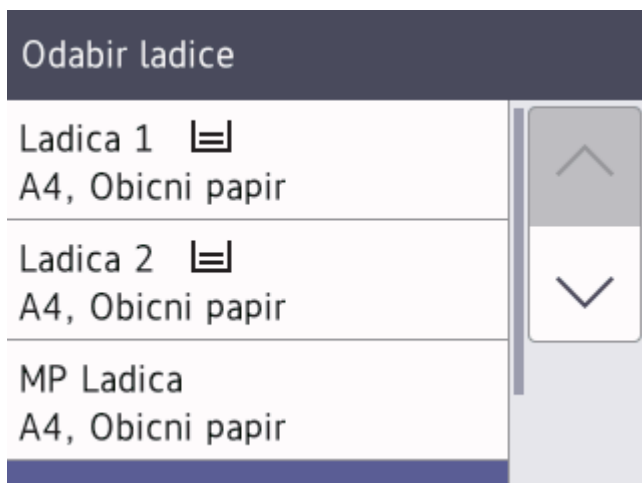 Odabir ladice
Ladica 1
A4, Obicni papir
Ladica 2
A4, Obicni papir
MP Ladica
A4, Obicni papir